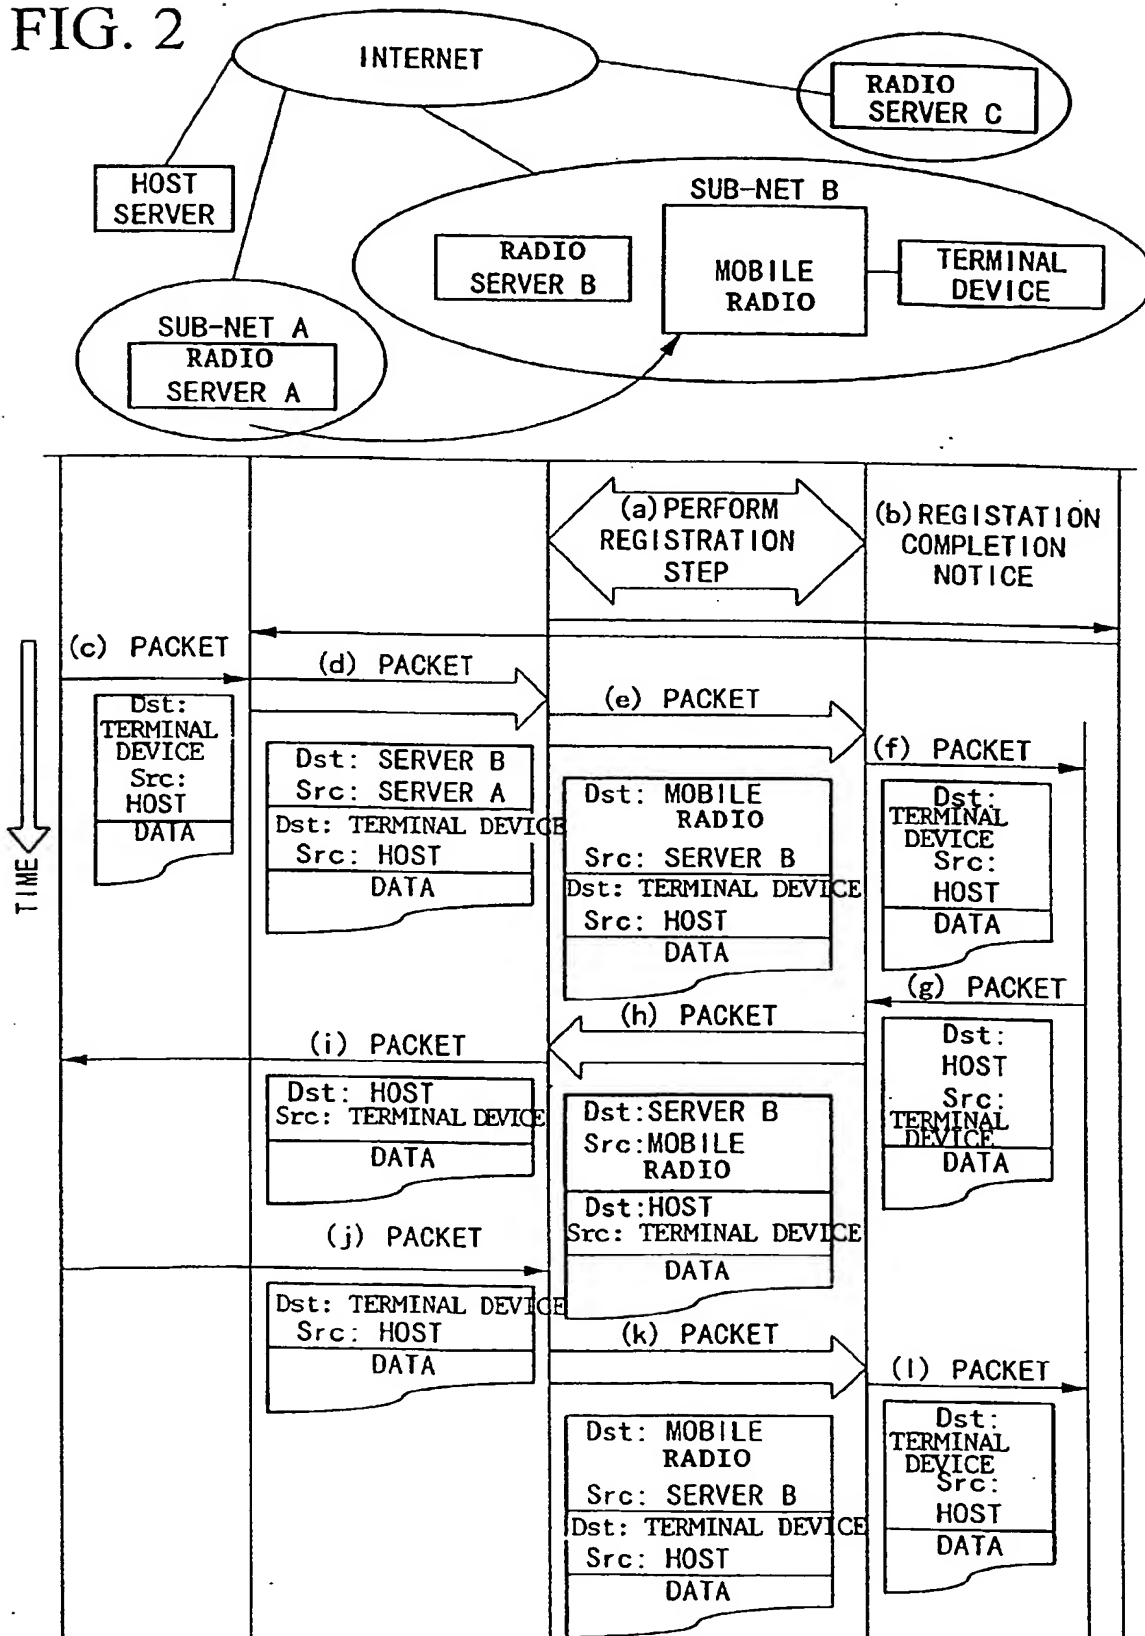 FIG. 2
INTERNET
RADIO
SERVER C
HOST
SERVER
SUB-NET B
RADIO
SERVER B
MOBILE
RADIO
TERMINAL
DEVICE
SUB-NET A
RADIO
SERVER A
(a) PERFORM
REGISTRATION
STEP
(b) REGISTATION
COMPLETION
NOTICE
TIME
(c) PACKET
Dst:
TERMINAL
DEVICE
Src:
HOST
DATA
(d) PACKET
Dst: SERVER B
Src: SERVER A
Dst: TERMINAL DEVICE
Src: HOST
DATA
(e) PACKET
Dst: MOBILE
RADIO
Src: SERVER B
Dst: TERMINAL DEVICE
Src: HOST
DATA
(f) PACKET
Dst:
TERMINAL
DEVICE
Src:
HOST
DATA
(g) PACKET
Dst:
HOST
Src:
TERMINAL
DEVICE
DATA
(h) PACKET
Dst:SERVER B
Src:MOBILE
RADIO
Dst:HOST
Src: TERMINAL DEVICE
DATA
(i) PACKET
Dst: HOST
Src: TERMINAL DEVICE
DATA
(j) PACKET
Dst: TERMINAL DEVICE
Src: HOST
DATA
(k) PACKET
Dst: MOBILE
RADIO
Src: SERVER B
Dst: TERMINAL DEVICE
Src: HOST
DATA
(l) PACKET
Dst:
TERMINAL
DEVICE
Src:
HOST
DATA